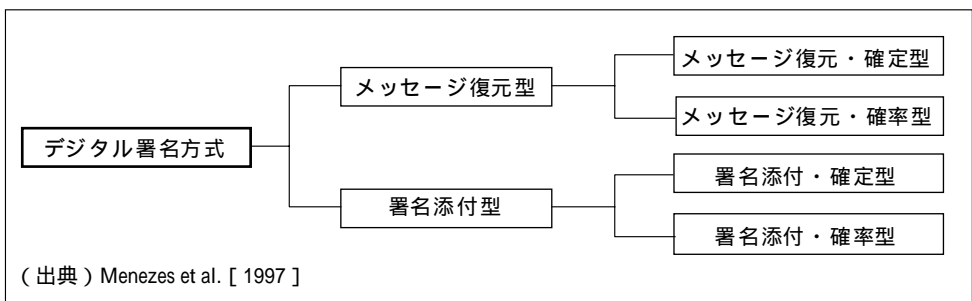 メッセージ復元・確定型
メッセージ復元型
メッセージ復元・確率型
デジタル署名方式
署名添付・確定型
署名添付型
署名添付・確率型
（出典）Menezes et al.［1997］